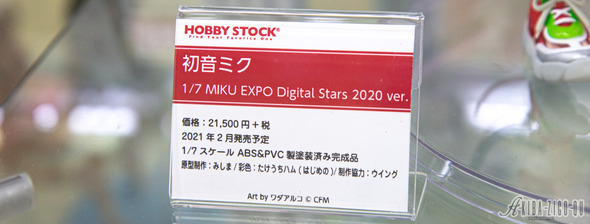 HOBBY STOCK®
Find Your Favorite One
初音ミク
1/7 MIKU EXPO Digital Stars 2020 ver.
価格：21,500円＋税
2021年2月発売予定
1/7スケール ABS&PVC 製塗装済み完成品
原型制作：みしま / 彩色：たけうちハム（はじめの）/ 制作協力：ウイング
Art by ワダアルコ © CFM
AKIBA-ZIGO-KU